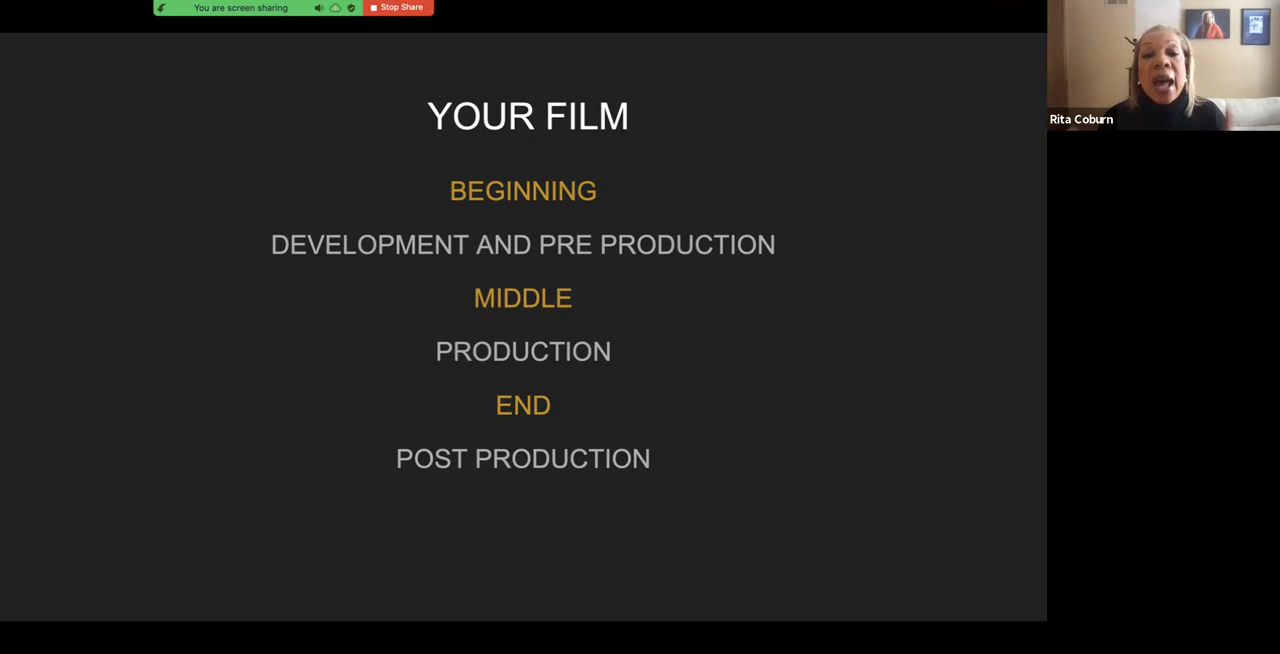 You are screen sharing
Stop Share
YOUR FILM
BEGINNING
DEVELOPMENT AND PRE PRODUCTION
MIDDLE
PRODUCTION
END
POST PRODUCTION
Rita Coburn